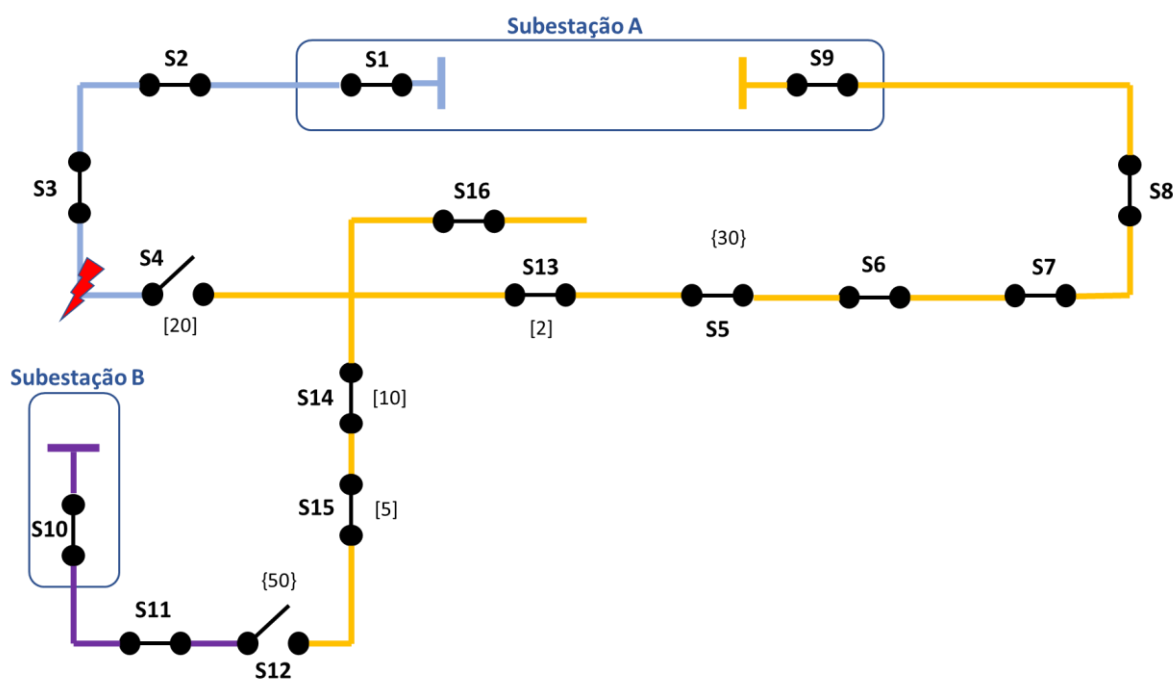 Subestação A
S2
S1
S9
S3
S16
S8
S4
{30}
S13
S6
S7
[20]
[2]
S5
Subestação B
S14
[10]
S15
[5]
S10
{50}
S11
S12